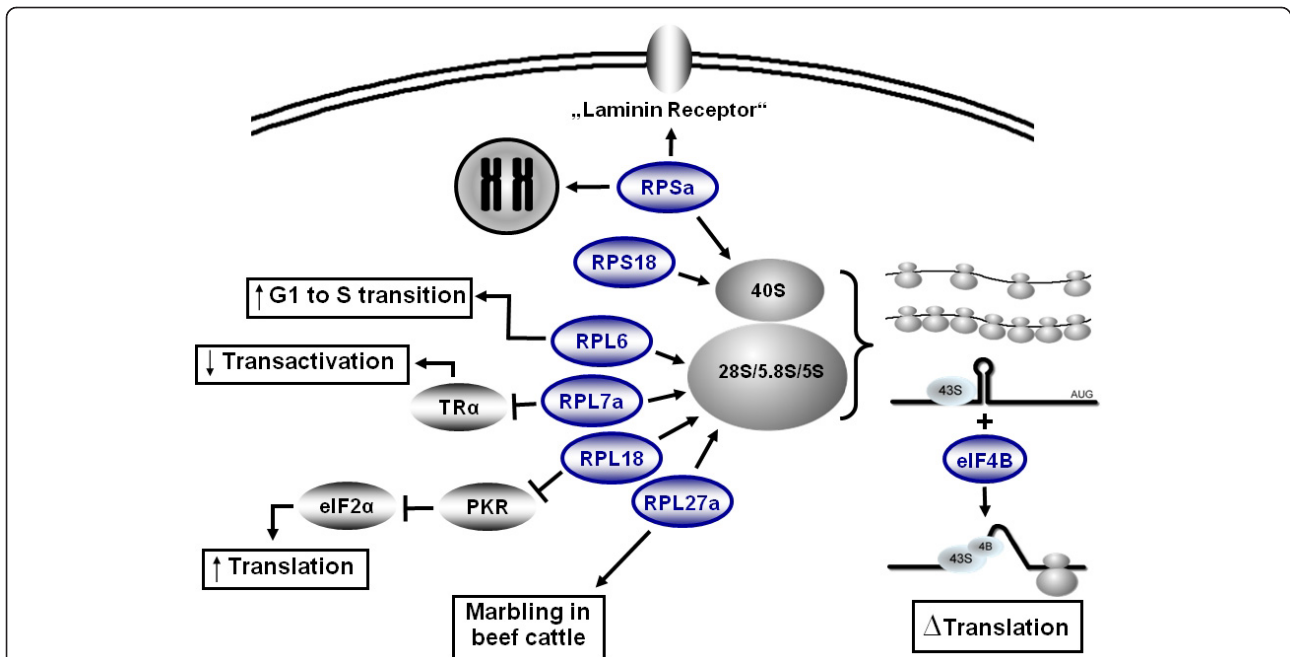 „Laminin Receptor“
RPSa
RPS18
40S
↑ G1 to S transition
RPL6
28S/5.8S/5S
↓ Transactivation
TRα
RPL7a
RPL18
RPL27a
eIF2α
PKR
↑ Translation
Marbling in
beef cattle
43S
AUG
+
eIF4B
43S
4B
ΔTranslation